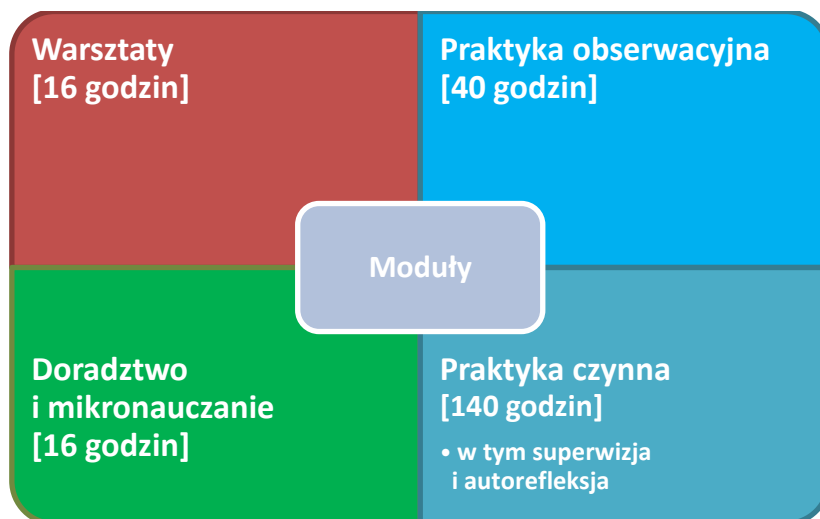 Warsztaty
[16 godzin]
Praktyka obserwacyjna
[40 godzin]
Moduły
Doradztwo
i mikronauczanie
[16 godzin]
Praktyka czynna
[140 godzin]
• w tym superwizja
i autorefleksja